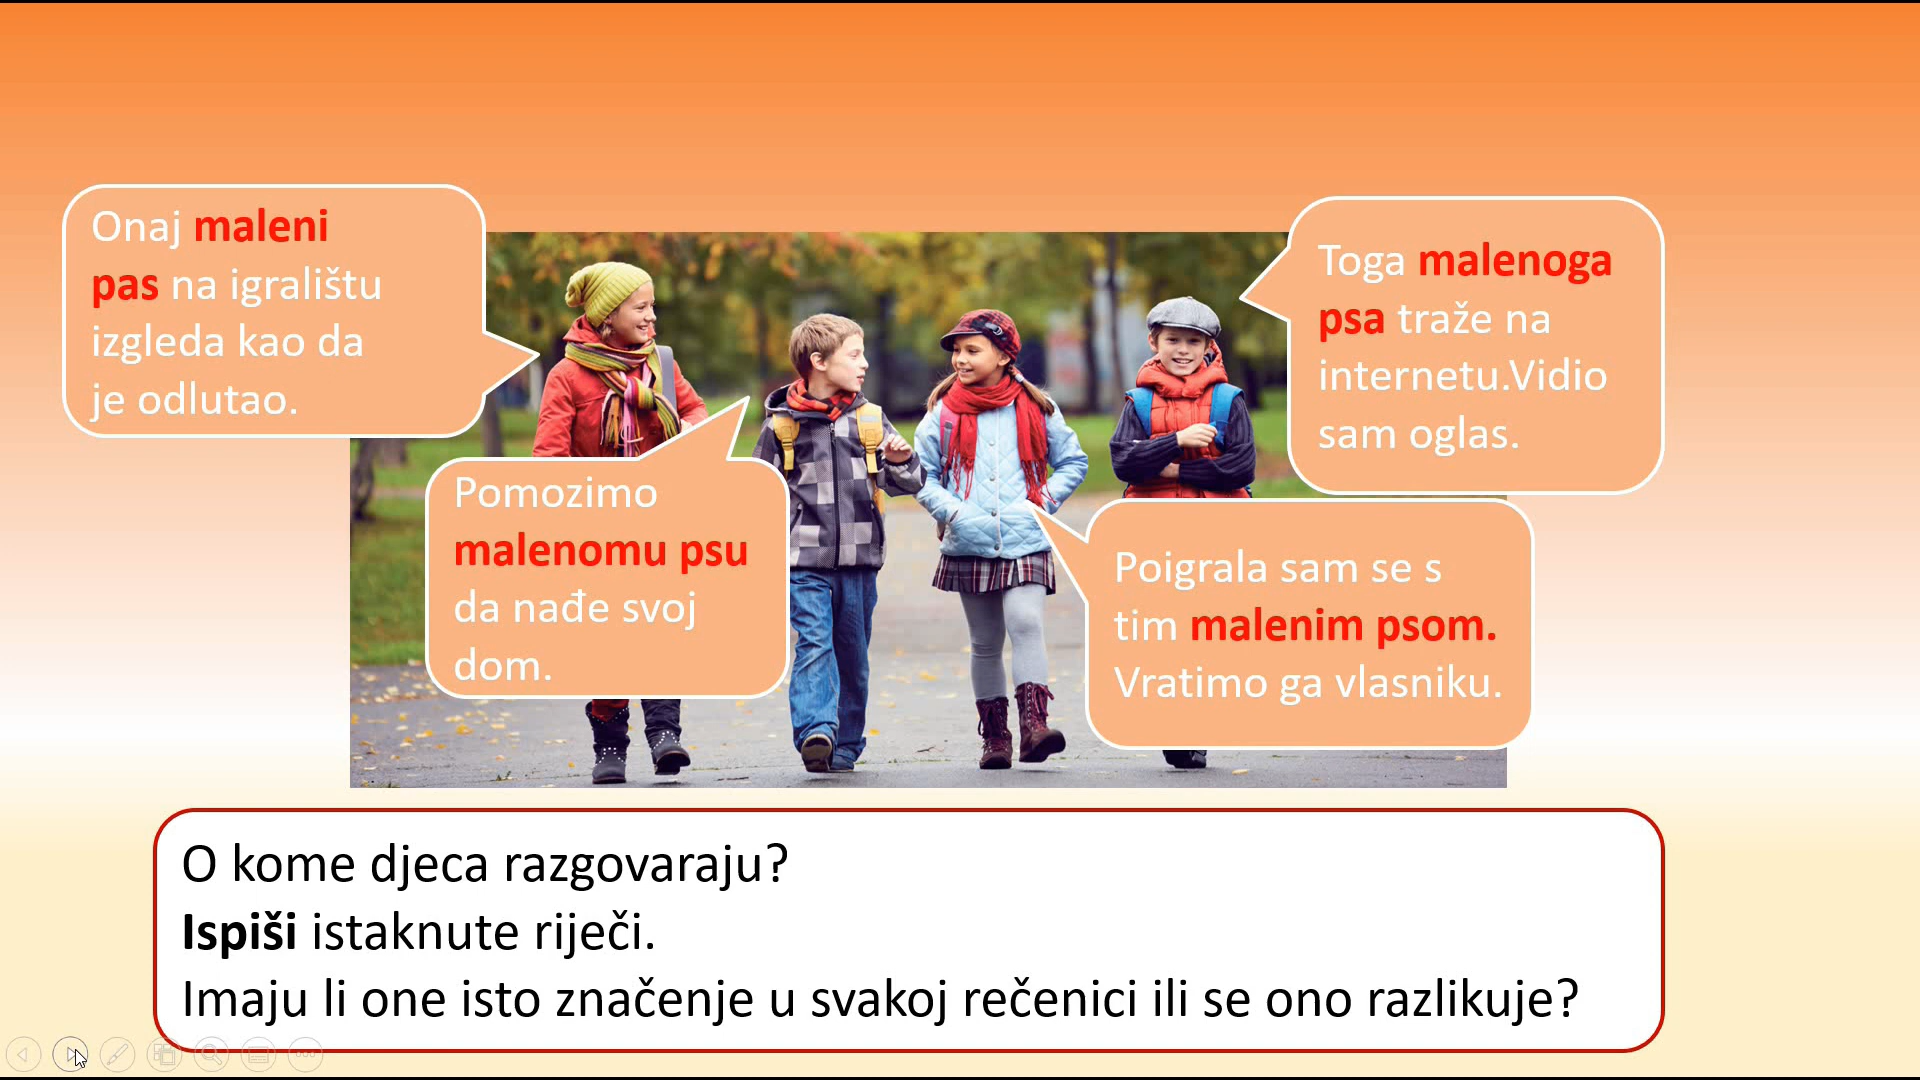 Onaj maleni
pas na igralištu
izgleda kao da
je odlutao.
Pomozimo
malenomu psu
da nađe svoj
dom.
Toga malenoga
psa traže na
internetu.Vidio
sam oglas.
Poigrala sam se s
tim malenim psom.
Vratimo ga vlasniku.
O kome djeca razgovaraju?
Ispiši istaknute riječi.
Imaju li one isto značenje u svakoj rečenici ili se ono razlikuje?